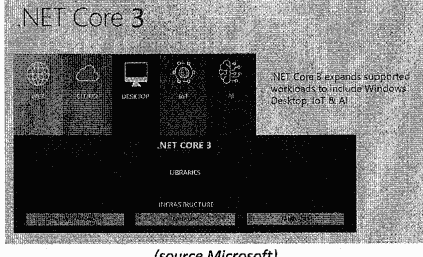 .NET Core 3
CLOUD DESKTOP IoT AI
.NET Core 3 expands supported
workloads to include Windows
Desktop, IoT & AI
.NET CORE 3
LIBRARIES
INFRASTRUCTURE
(source Microsoft)